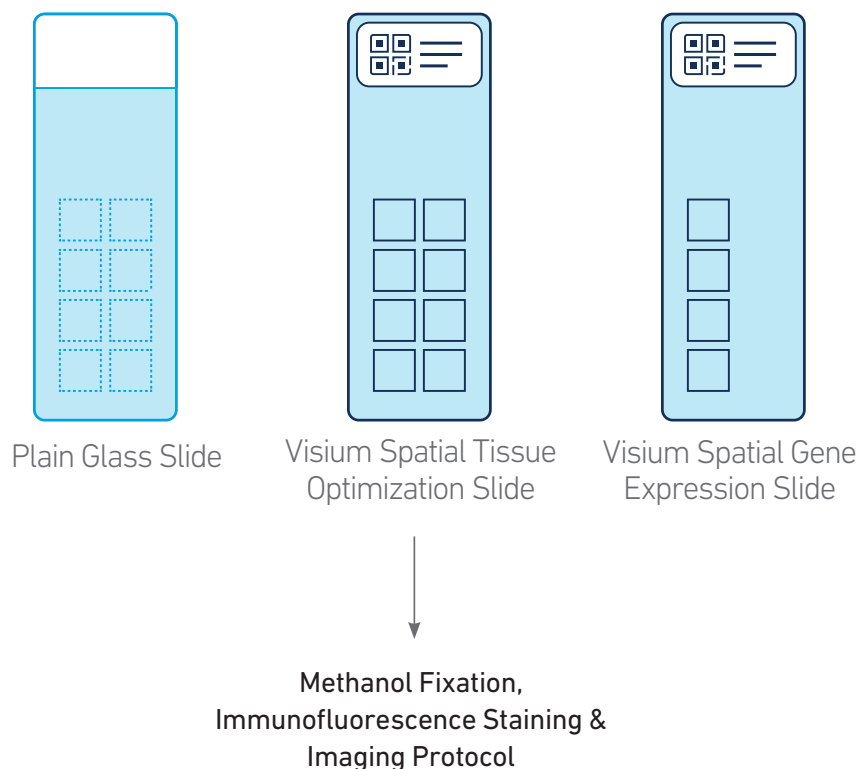 Plain Glass Slide
Visium Spatial Tissue
Optimization Slide
Visium Spatial Gene
Expression Slide
Methanol Fixation,
Immunofluorescence Staining &
Imaging Protocol